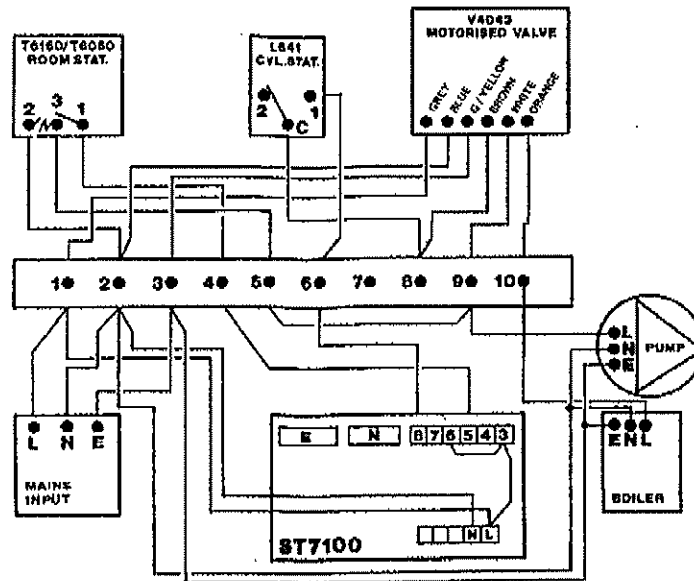 T6160/T6060
ROOM STAT.
2 3 1
N
L641
CYL. STAT.
2 1
C
V4043
MOTORISED VALVE
GREY
BLUE
G/YELLOW
BROWN
WHITE
ORANGE
1 2 3 4 5 6 7 8 9 10
L N E
MAINS
INPUT
E N 8 7 6 5 4 3
N L
ST7100
L
N
E
PUMP
E N L
BOILER